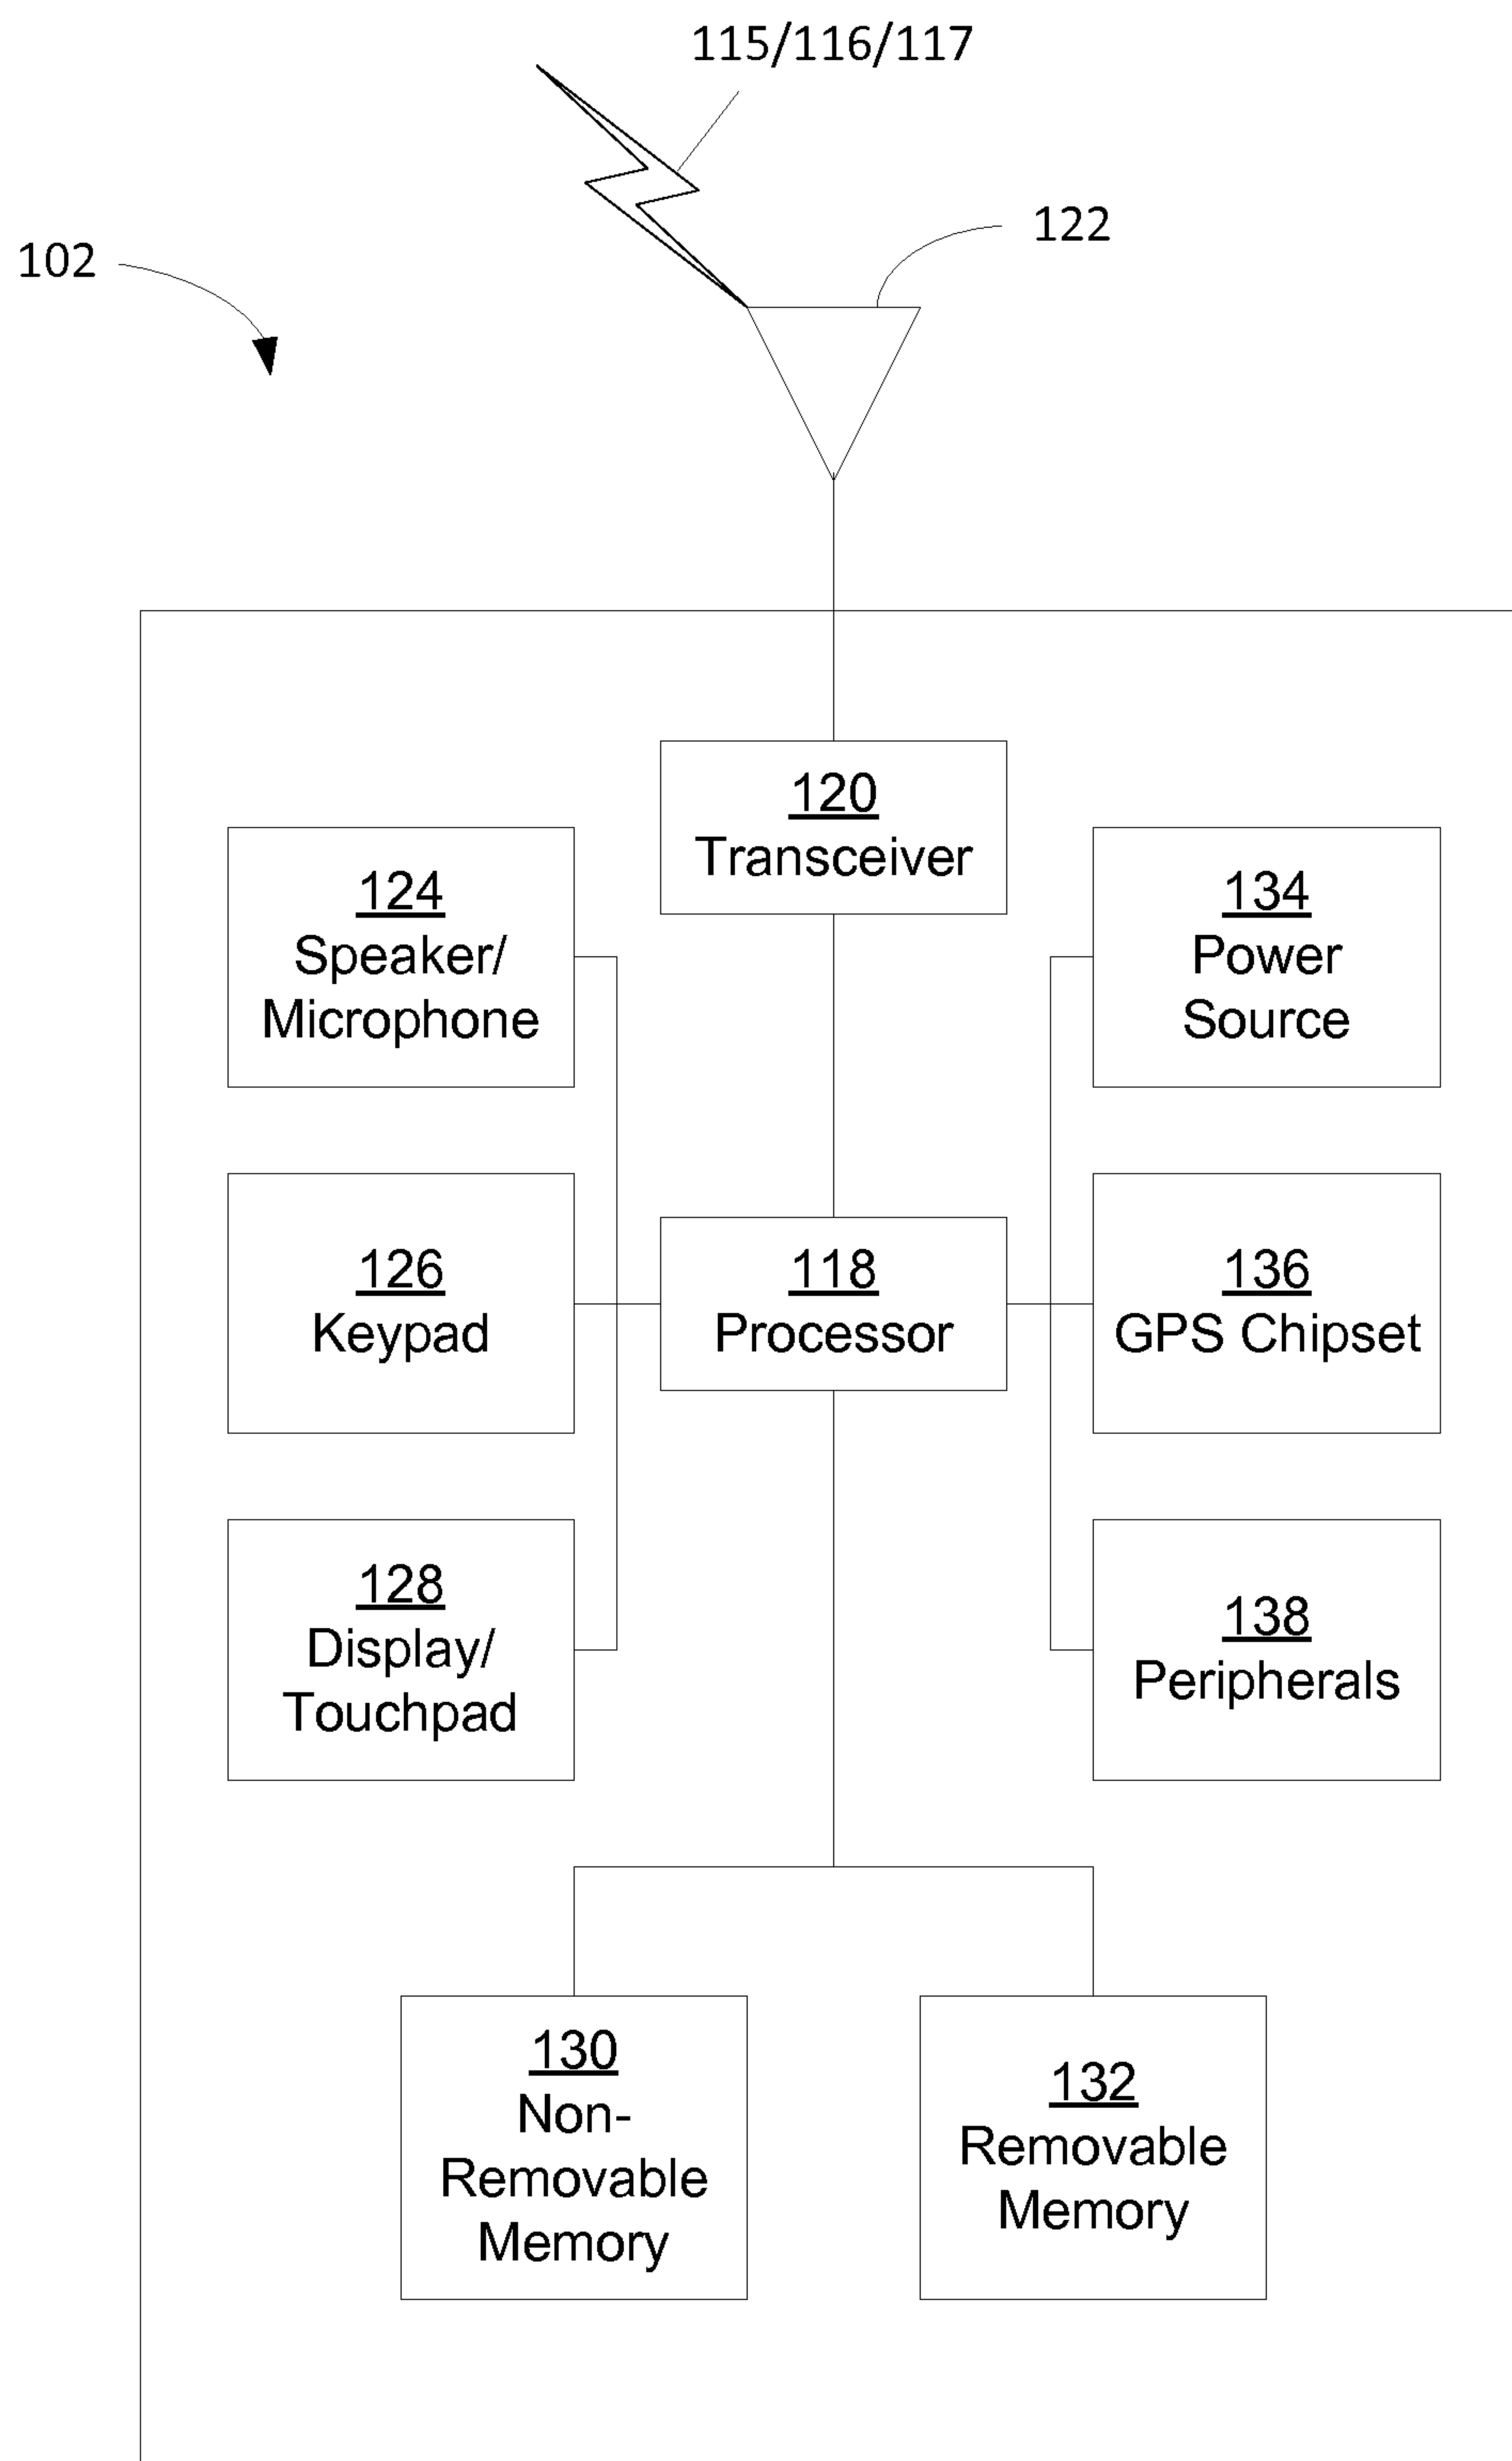 115/116/117
122
102
120
Transceiver
124
Speaker/
Microphone
134
Power
Source
126
Keypad
118
Processor
136
GPS Chipset
128
Display/
Touchpad
138
Peripherals
130
Non-
Removable
Memory
132
Removable
Memory